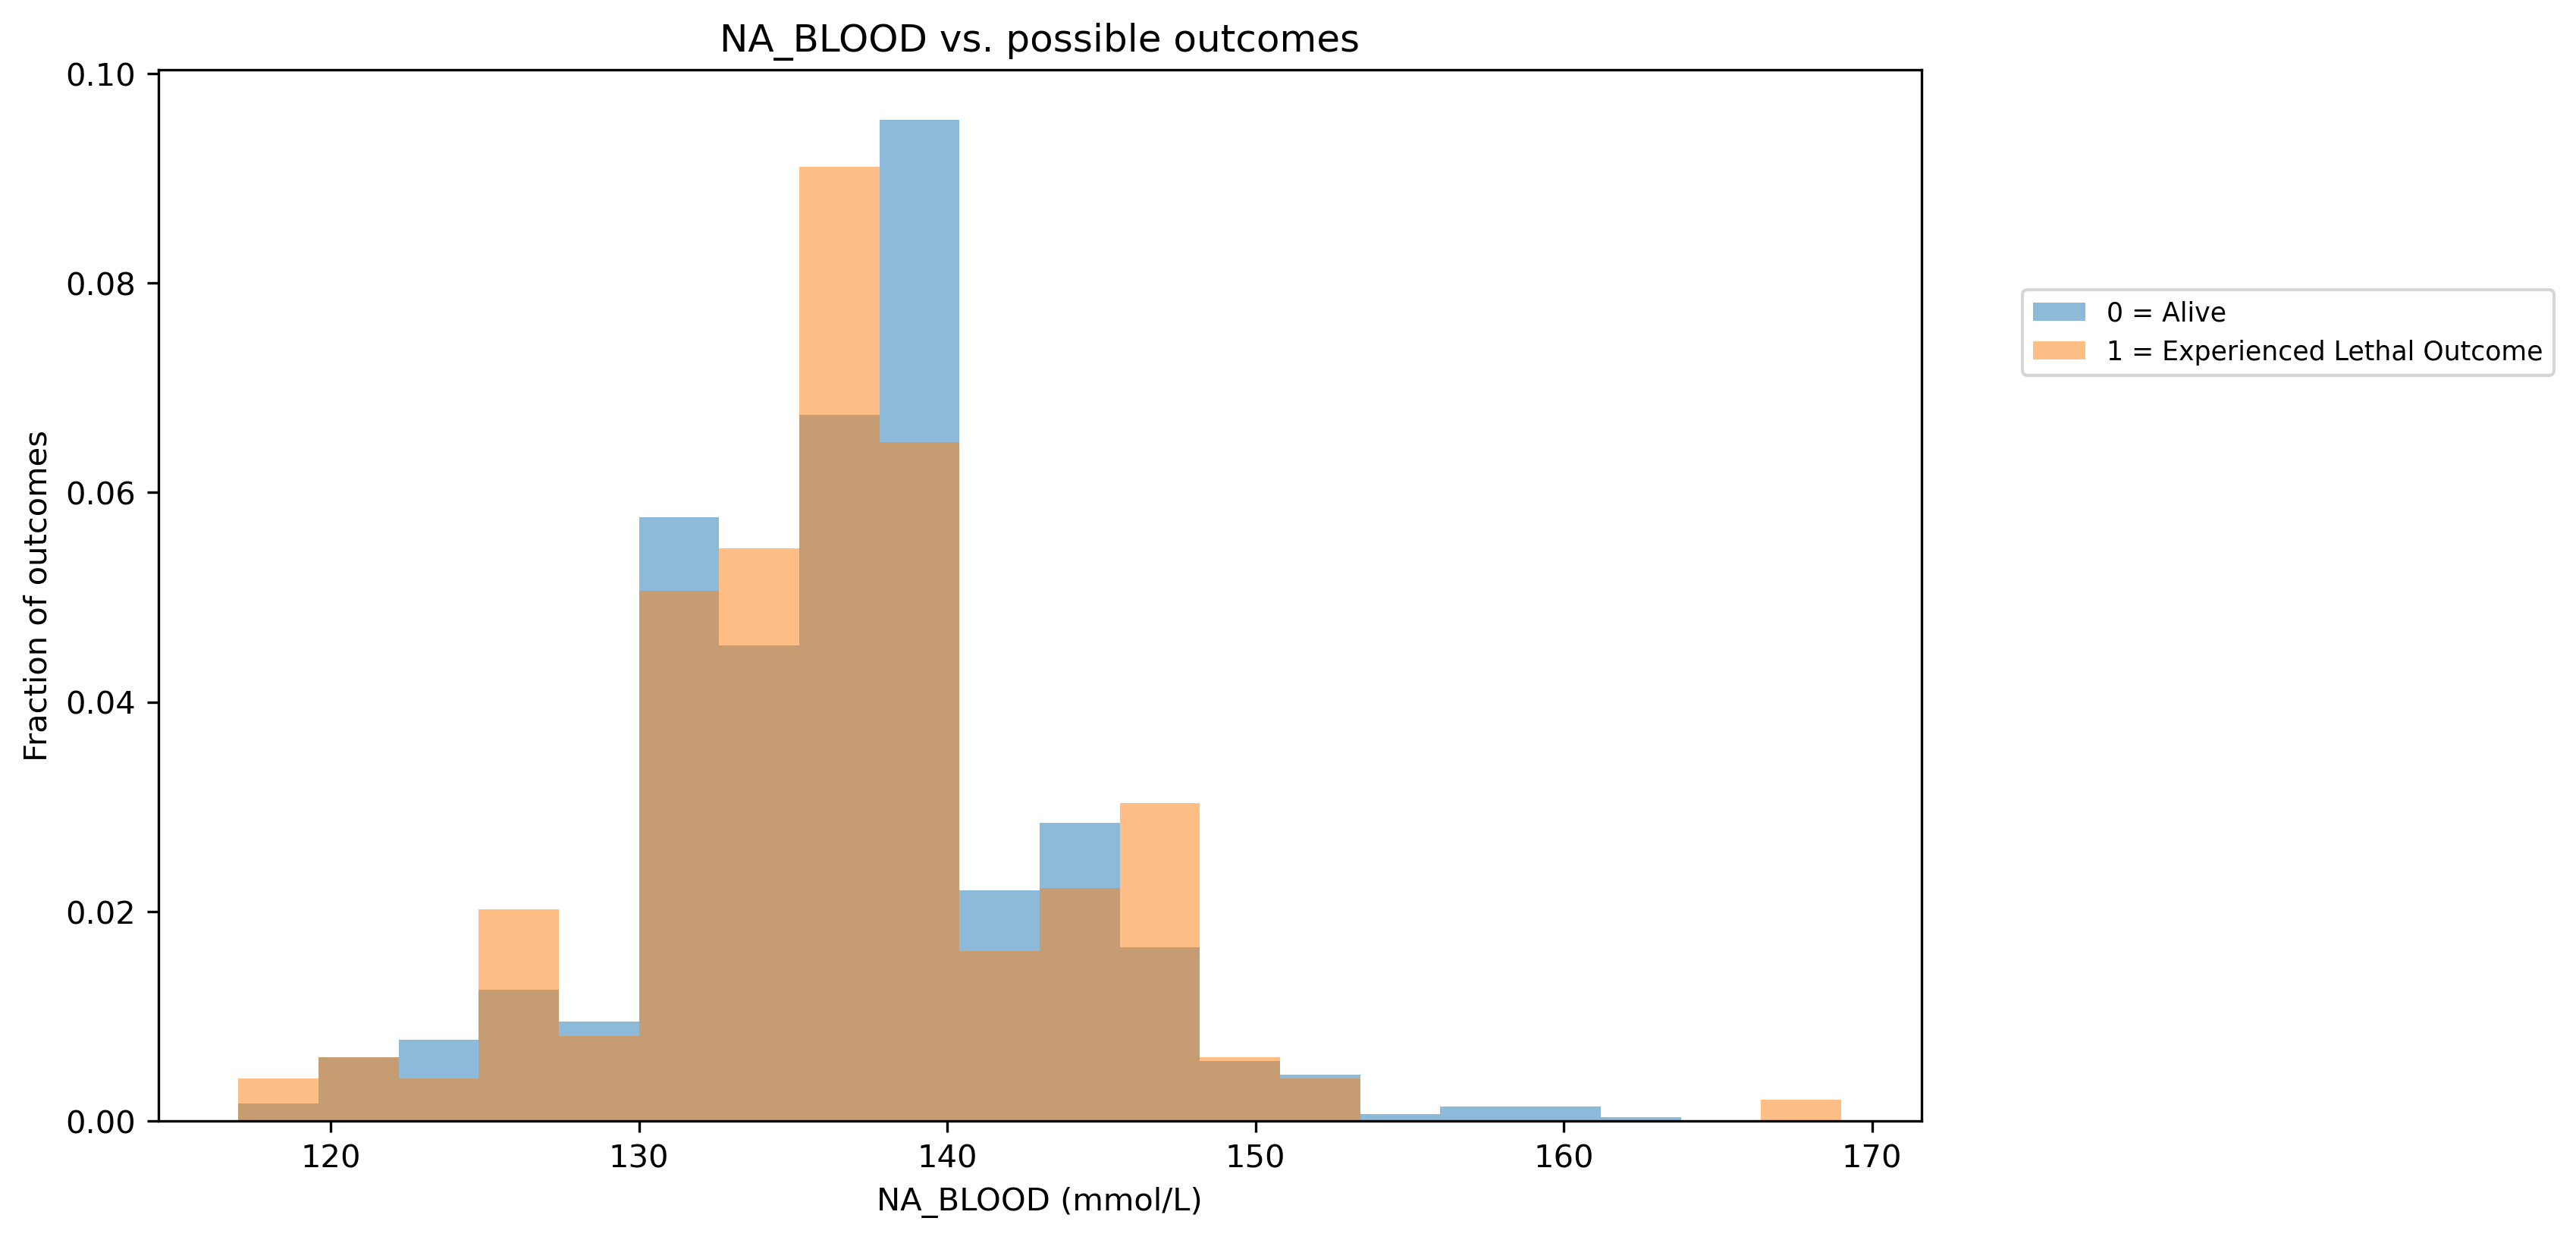 NA_BLOOD vs. possible outcomes
0.10
0.08
0.06
0.04
0.02
0.00
Fraction of outcomes
120 130 140 150 160 170
NA_BLOOD (mmol/L)
0 = Alive
1 = Experienced Lethal Outcome